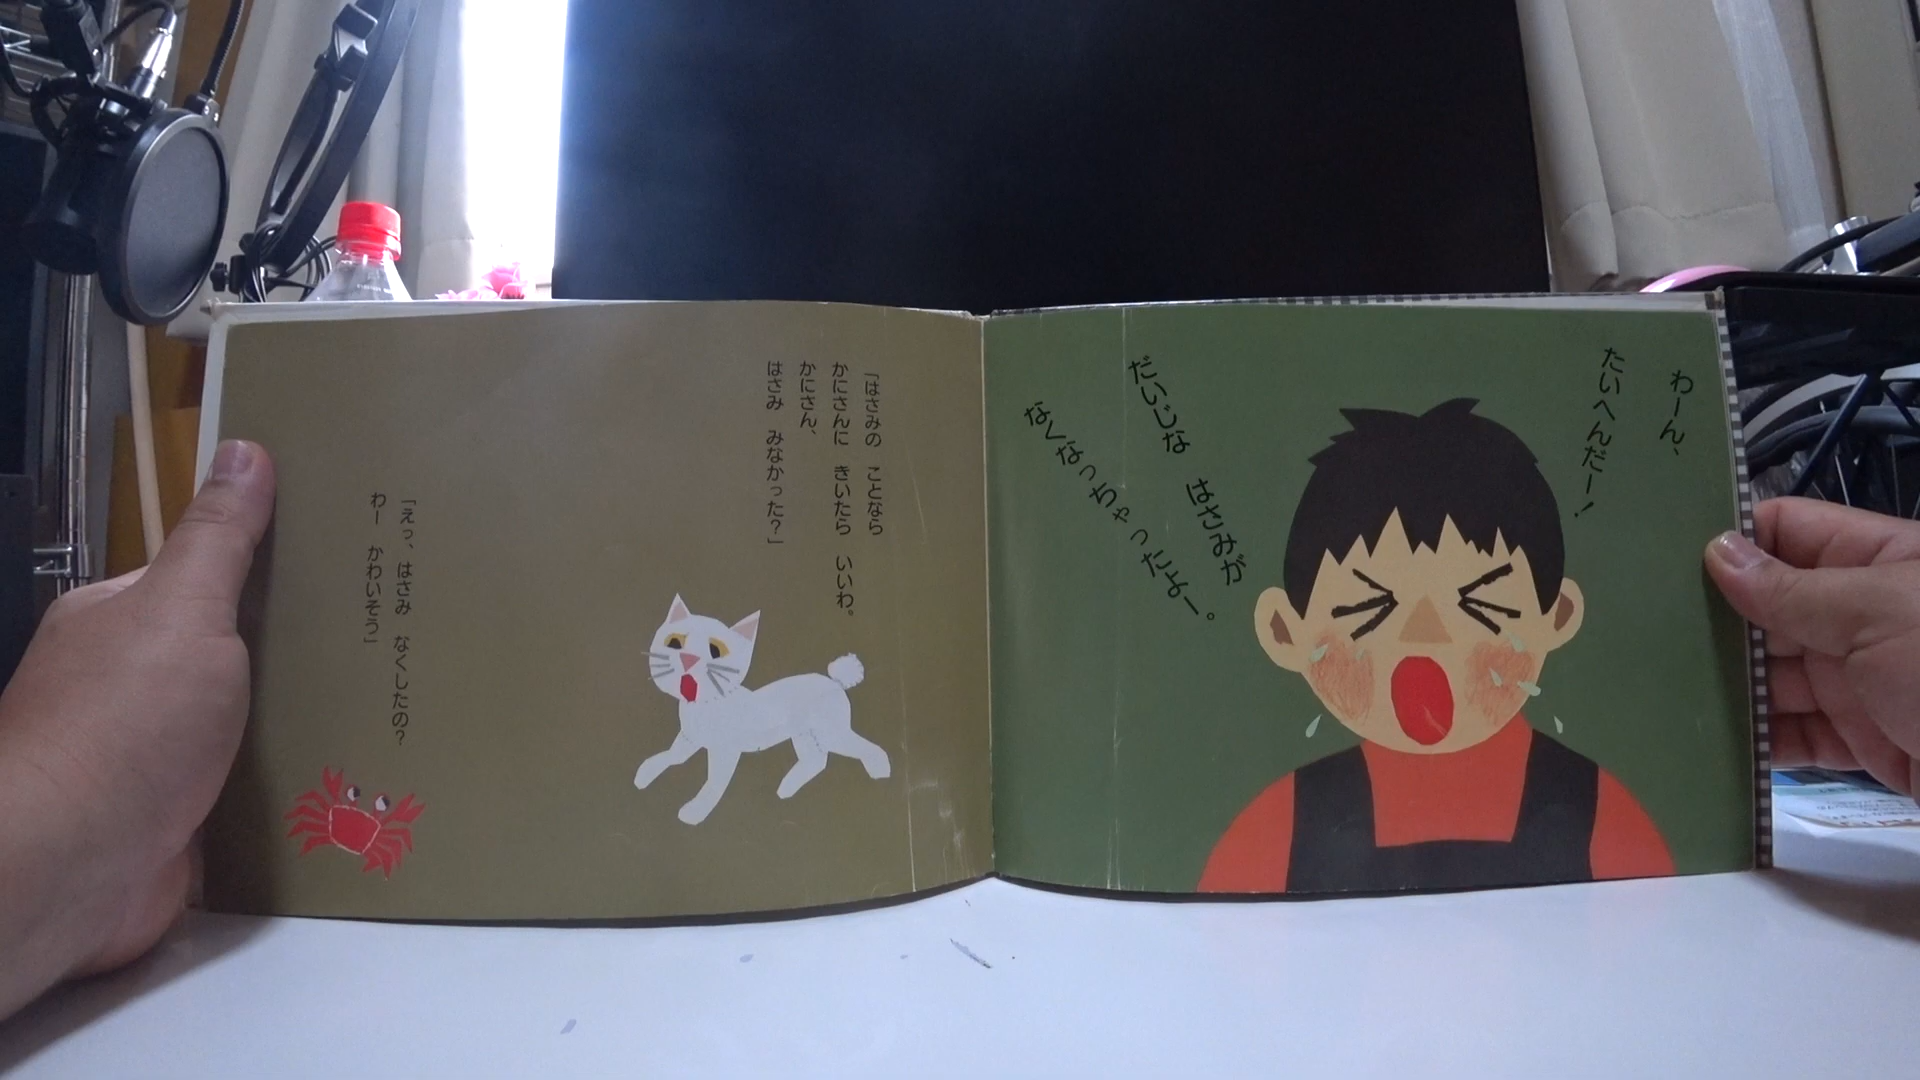 わーん、
たいへんだー！
だいじな　はさみが
なくなっちゃったよー。
「はさみの　ことなら
かにさんに　きいたら　いいわ。
かにさん、
はさみ　みなかった？」
「えっ、はさみ　なくしたの？
わー　かわいそう」